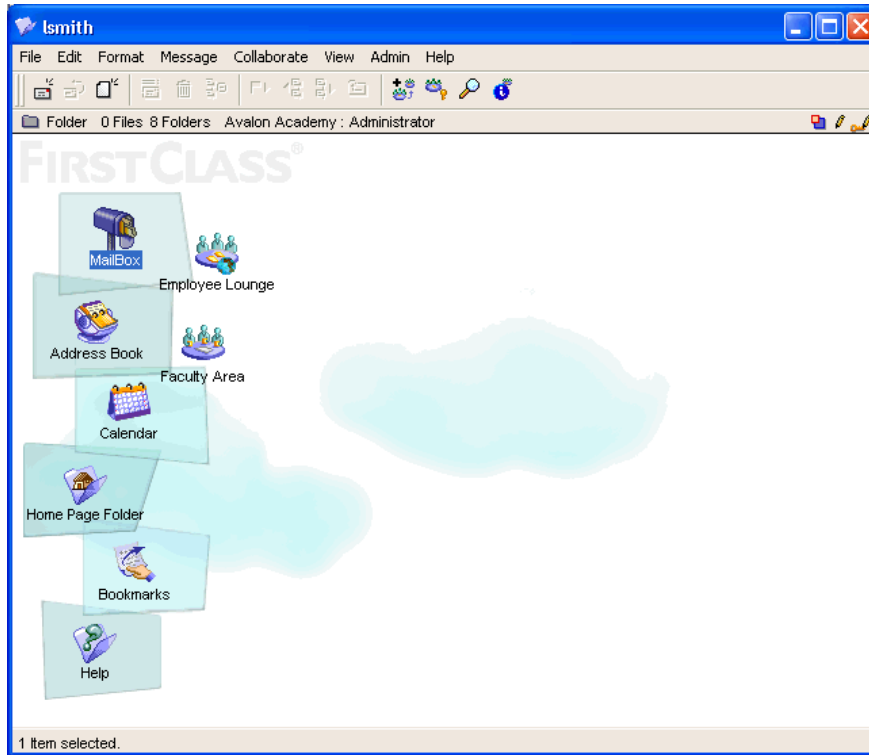 lsmith
File Edit Format Message Collaborate View Admin Help
Folder 0 Files 8 Folders Avalon Academy : Administrator
FIRSTCLASS®
MailBox
Employee Lounge
Address Book
Faculty Area
Calendar
Home Page Folder
Bookmarks
Help
1 Item selected.